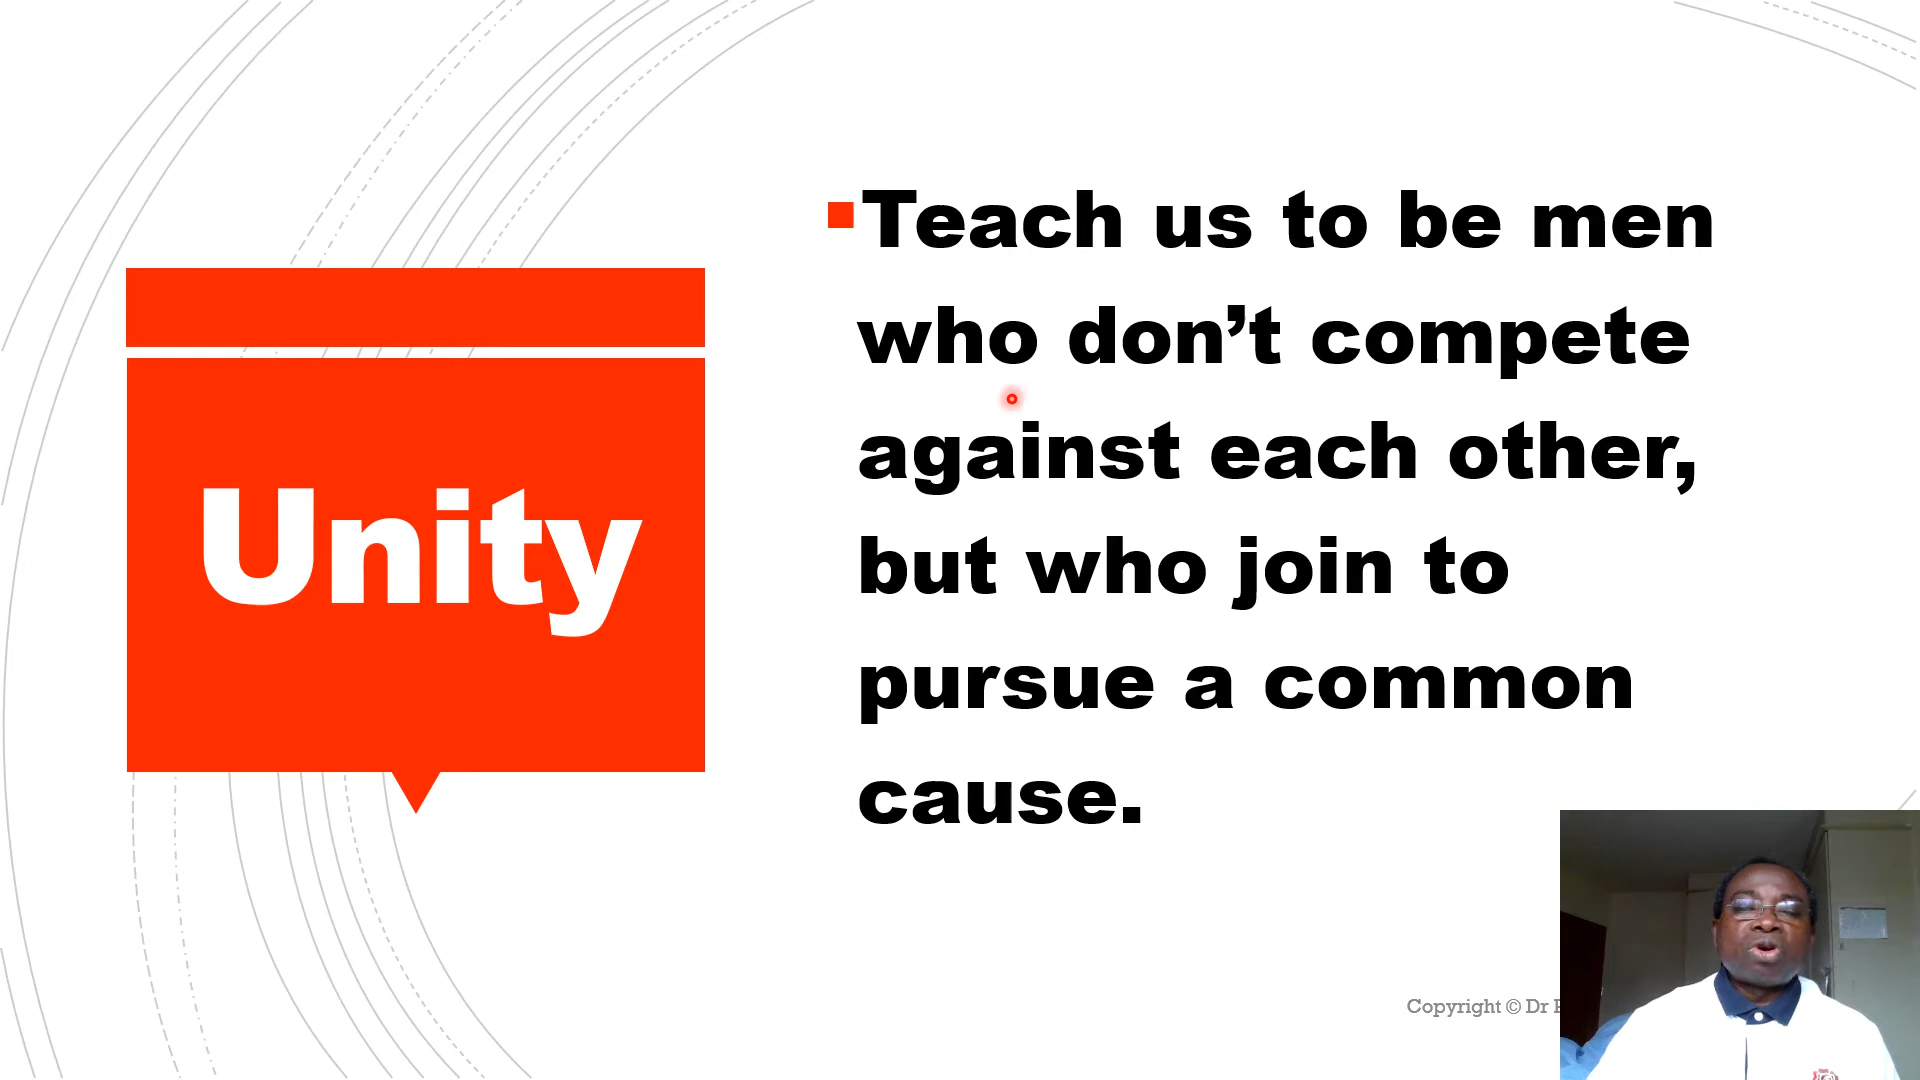 Unity
Teach us to be men
who don’t compete
against each other,
but who join to
pursue a common
cause.
Copyright © Dr